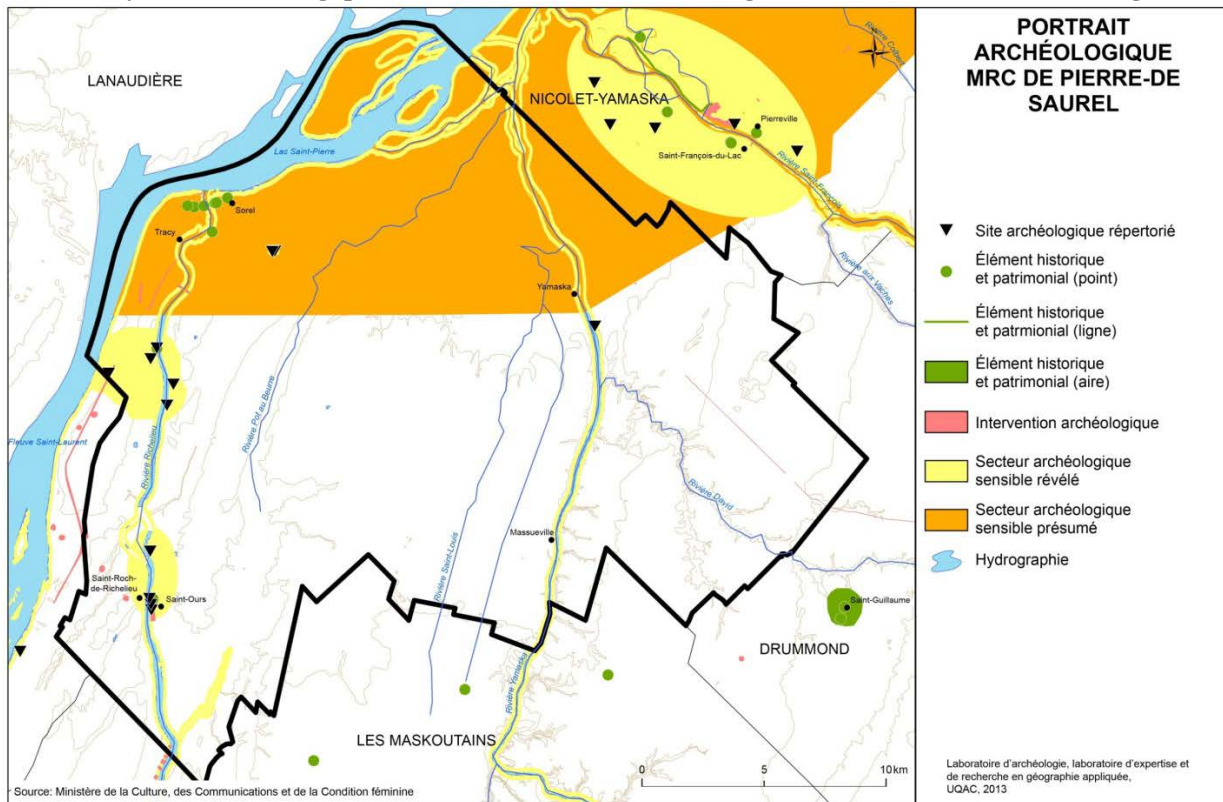 PORTRAIT
ARCHÉOLOGIQUE
MRC DE PIERRE-DE
SAUREL
LANAUDIÈRE
NICOLET-YAMASKA
Rivière Colbert
Pierreville
Saint-François-du-Lac
Rivière Saint-François
Lac Saint-Pierre
Sorel
Tracy
Rivière aux Vaches
Yamaska
Rivière Pot au Beurre
Fleuve Saint-Laurent
Rivière Richelieu
Rivière David
Massueville
Rivière Saint-Louis
Saint-Roch-
de-Richelieu
Saint-Ours
Saint-Guillaume
DRUMMOND
Rivière Yamaska
LES MASKOUTAINS
0 5 10 km
Source: Ministère de la Culture, des Communications et de la Condition féminine
Site archéologique répertorié
Élément historique
et patrimonial (point)
Élément historique
et patrmionial (ligne)
Élément historique
et patrimonial (aire)
Intervention archéologique
Secteur archéologique
sensible révélé
Secteur archéologique
sensible présumé
Hydrographie
Laboratoire d'archéologie, laboratoire d'expertise et
de recherche en géographie appliquée,
UQAC, 2013